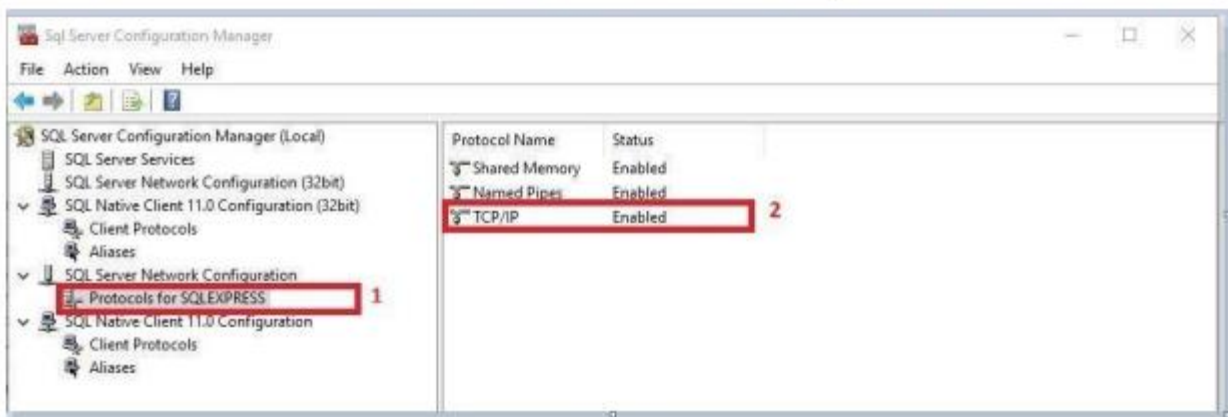 Sql Server Configuration Manager
File Action View Help
SQL Server Configuration Manager (Local)
SQL Server Services
SQL Server Network Configuration (32bit)
SQL Native Client 11.0 Configuration (32bit)
Client Protocols
Aliases
SQL Server Network Configuration
Protocols for SQLEXPRESS
1
SQL Native Client 11.0 Configuration
Client Protocols
Aliases
Protocol Name Status
Shared Memory Enabled
Named Pipes Enabled
TCP/IP Enabled
2